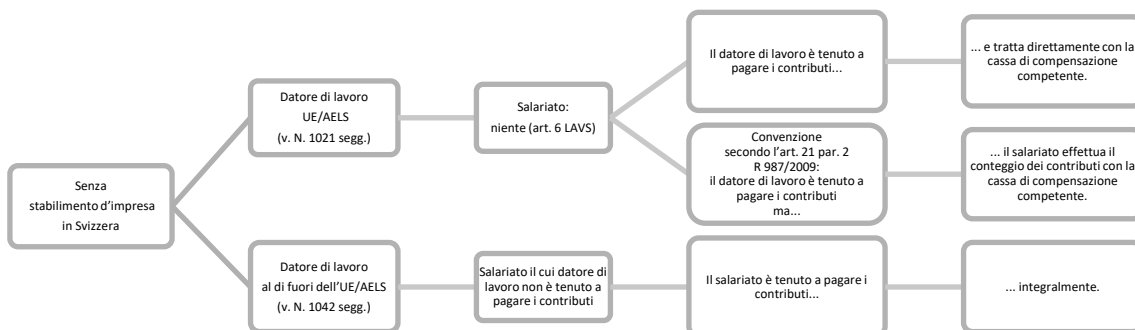 Senza
stabilimento d'impresa
in Svizzera
Datore di lavoro
UE/AELS
(v. N. 1021 segg.)
Salariato:
niente (art. 6 LAVS)
Il datore di lavoro è tenuto a
pagare i contributi...
... e tratta direttamente con la
cassa di compensazione
competente.
Convenzione
secondo l'art. 21 par. 2
R 987/2009:
il datore di lavoro è tenuto a
pagare i contributi
ma...
... il salariato effettua il
conteggio dei contributi con la
cassa di compensazione
competente.
Datore di lavoro
al di fuori dell'UE/AELS
(v. N. 1042 segg.)
Salariato il cui datore di
lavoro non è tenuto a
pagare i contributi
Il salariato è tenuto a pagare i
contributi...
... integralmente.